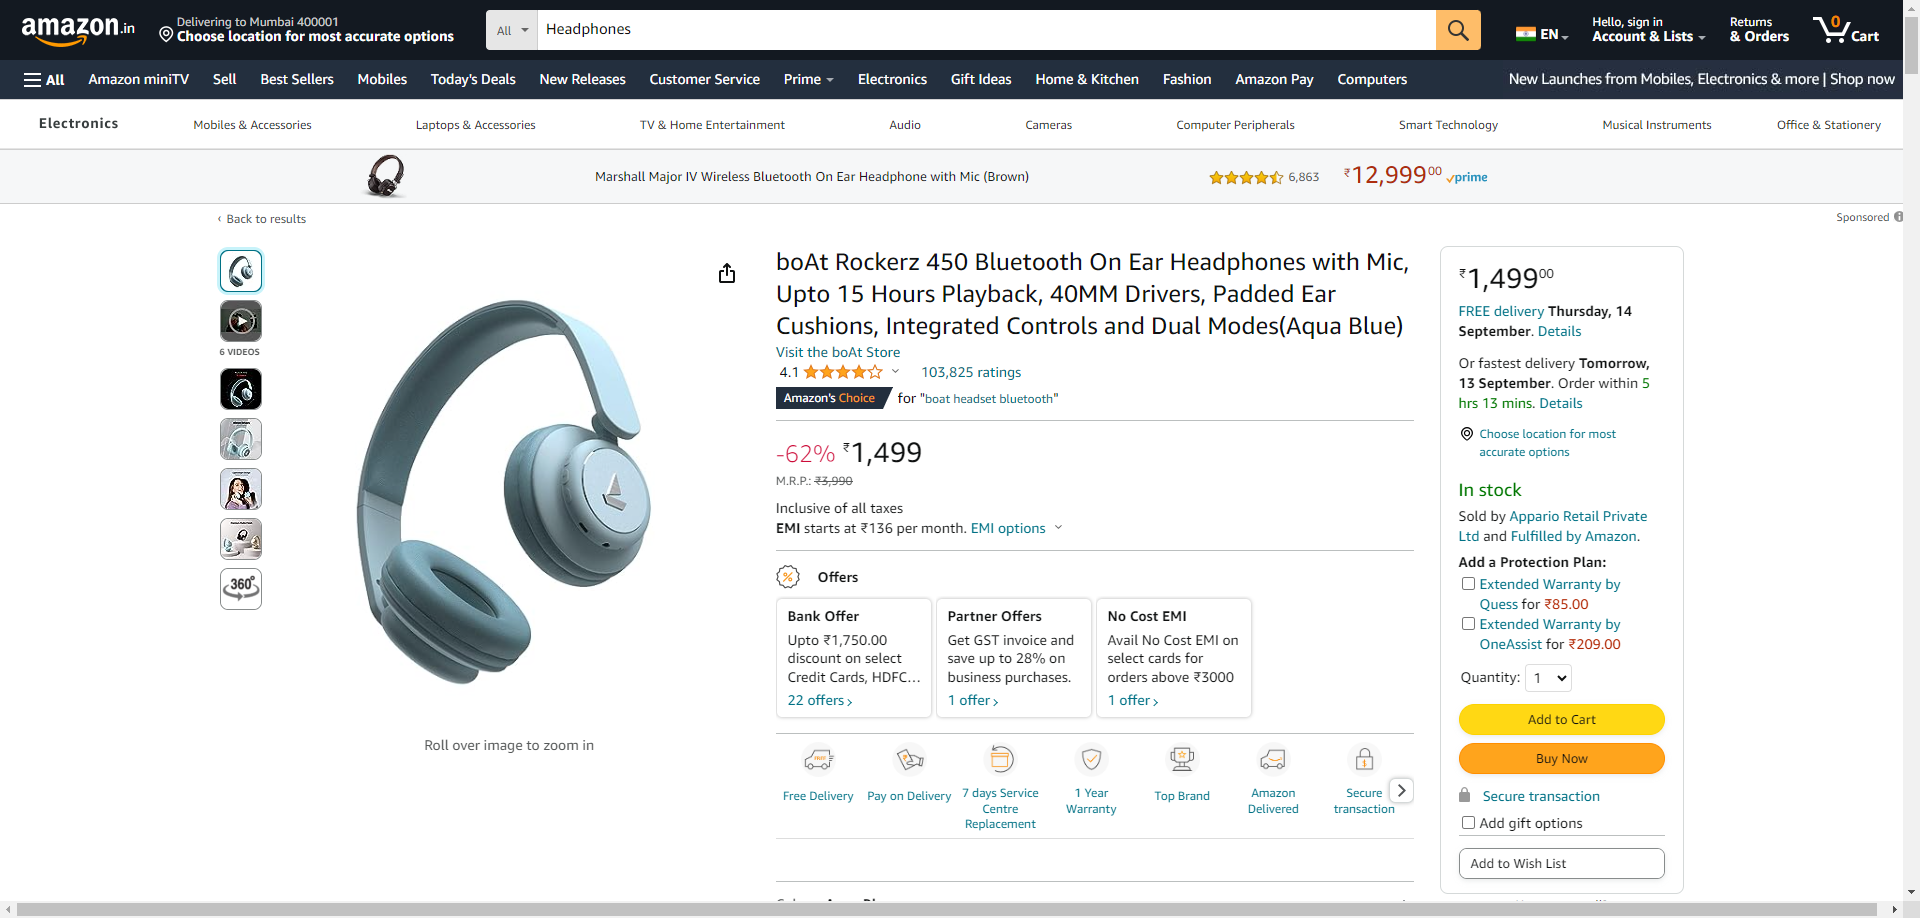 amazon.in
Delivering to Mumbai 400001
Choose location for most accurate options
All
Headphones
EN
Hello, sign in
Account & Lists
Returns
& Orders
0
Cart
All
Amazon miniTV
Sell
Best Sellers
Mobiles
Today's Deals
New Releases
Customer Service
Prime
Electronics
Gift Ideas
Home & Kitchen
Fashion
Amazon Pay
Computers
New Launches from Mobiles, Electronics & more | Shop now
Electronics
Mobiles & Accessories
Laptops & Accessories
TV & Home Entertainment
Audio
Cameras
Computer Peripherals
Smart Technology
Musical Instruments
Office & Stationery
Marshall Major IV Wireless Bluetooth On Ear Headphone with Mic (Brown)
6,863
₹12,99900
prime
‹ Back to results
Sponsored
6 VIDEOS
360°
Roll over image to zoom in
boAt Rockerz 450 Bluetooth On Ear Headphones with Mic,
Upto 15 Hours Playback, 40MM Drivers, Padded Ear
Cushions, Integrated Controls and Dual Modes(Aqua Blue)
Visit the boAt Store
4.1
103,825 ratings
Amazon's Choice for "boat headset bluetooth"
-62% ₹1,499
M.R.P.: ₹3,990
Inclusive of all taxes
EMI starts at ₹136 per month. EMI options
Offers
Bank Offer
Upto ₹1,750.00
discount on select
Credit Cards, HDFC…
22 offers ›
Partner Offers
Get GST invoice and
save up to 28% on
business purchases.
1 offer ›
No Cost EMI
Avail No Cost EMI on
select cards for
orders above ₹3000
1 offer ›
FREE
Free Delivery
Pay on Delivery
7 days Service
Centre
Replacement
1 Year
Warranty
Top Brand
Amazon
Delivered
Secure
transaction
₹1,49900
FREE delivery Thursday, 14
September. Details
Or fastest delivery Tomorrow,
13 September. Order within 5
hrs 13 mins. Details
Choose location for most
accurate options
In stock
Sold by Appario Retail Private
Ltd and Fulfilled by Amazon.
Add a Protection Plan:
Extended Warranty by
Quess for ₹85.00
Extended Warranty by
OneAssist for ₹209.00
Quantity: 1
Add to Cart
Buy Now
Secure transaction
Add gift options
Add to Wish List